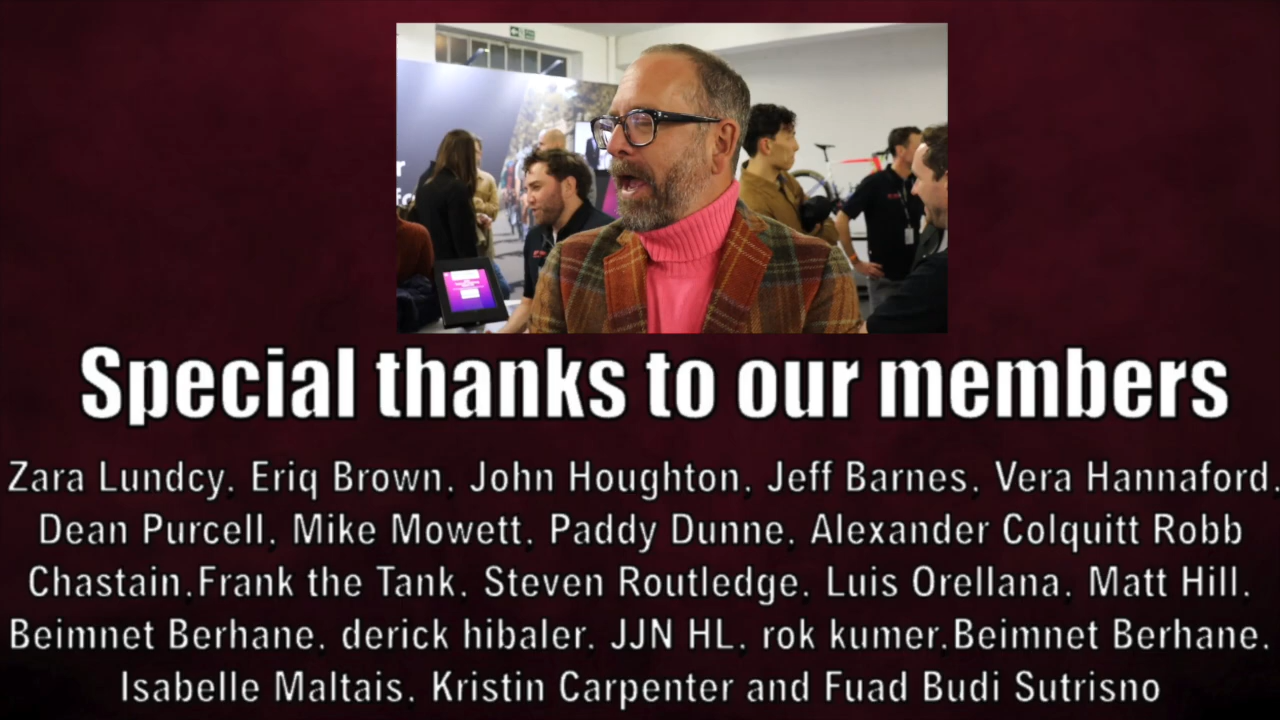 Special thanks to our members
Zara Lundcy, Eriq Brown, John Houghton, Jeff Barnes, Vera Hannaford,
Dean Purcell, Mike Mowett, Paddy Dunne, Alexander Colquitt Robb
Chastain,Frank the Tank, Steven Routledge, Luis Orellana, Matt Hill,
Beimnet Berhane, derick hibaler, JJN HL, rok kumer,Beimnet Berhane,
Isabelle Maltais, Kristin Carpenter and Fuad Budi Sutrisno